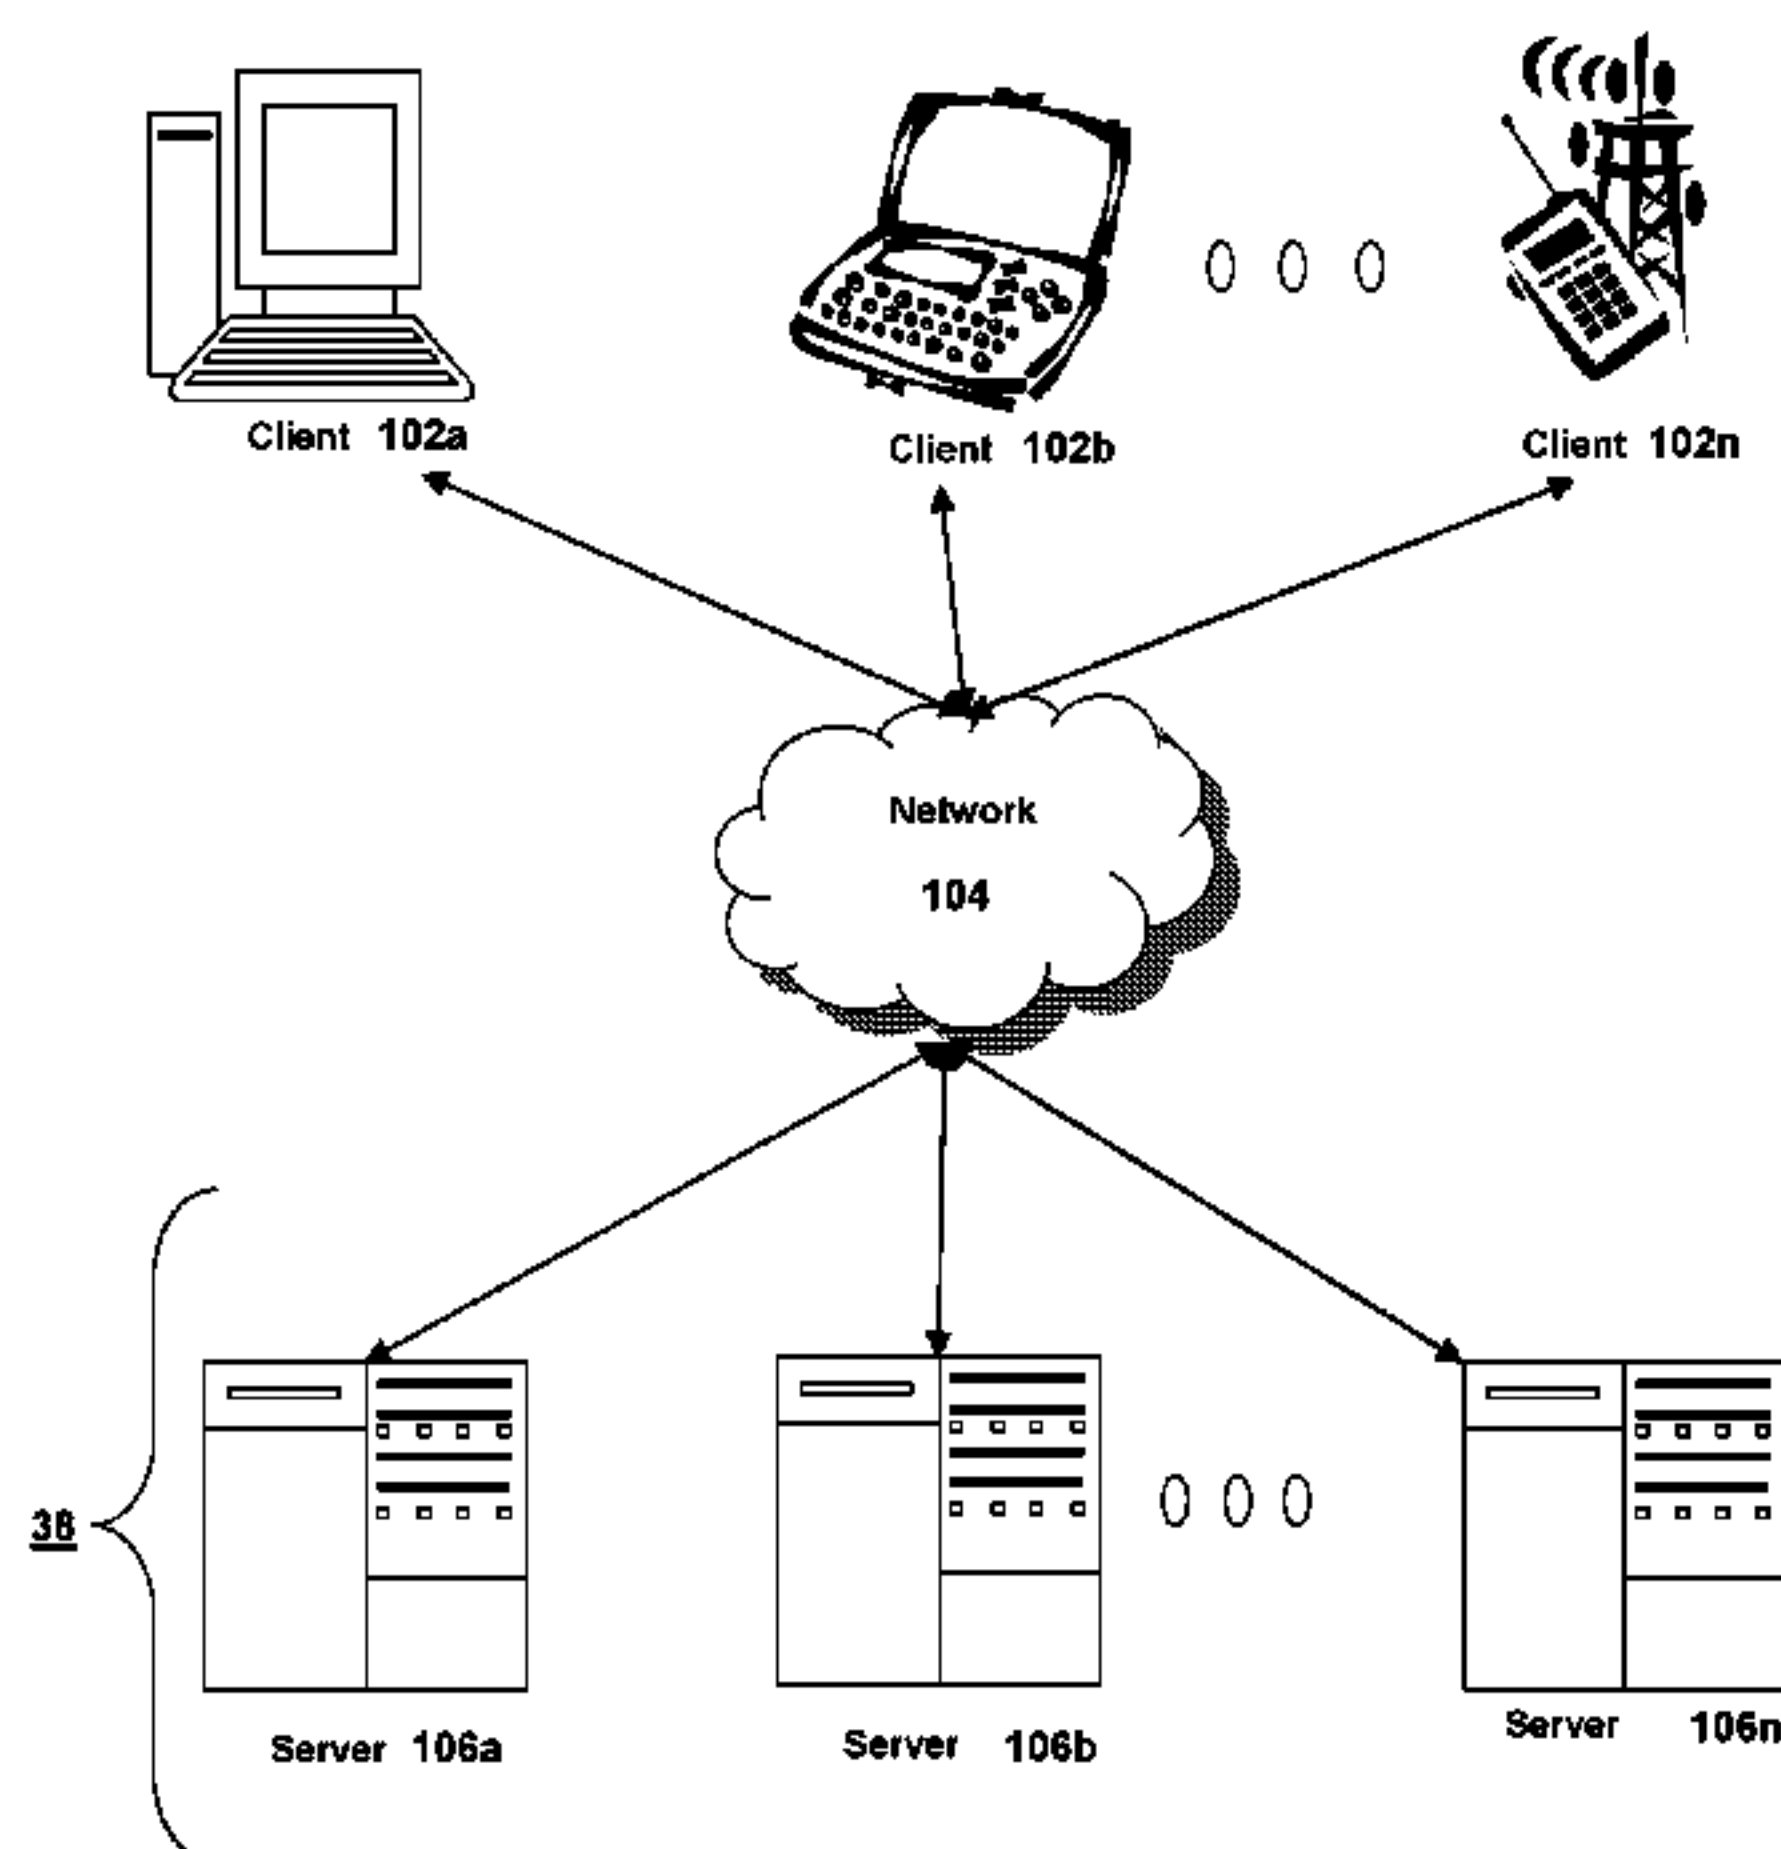 Client 102a
Client 102b
Client 102n
Network
104
38
Server 106a
Server 106b
Server 106n